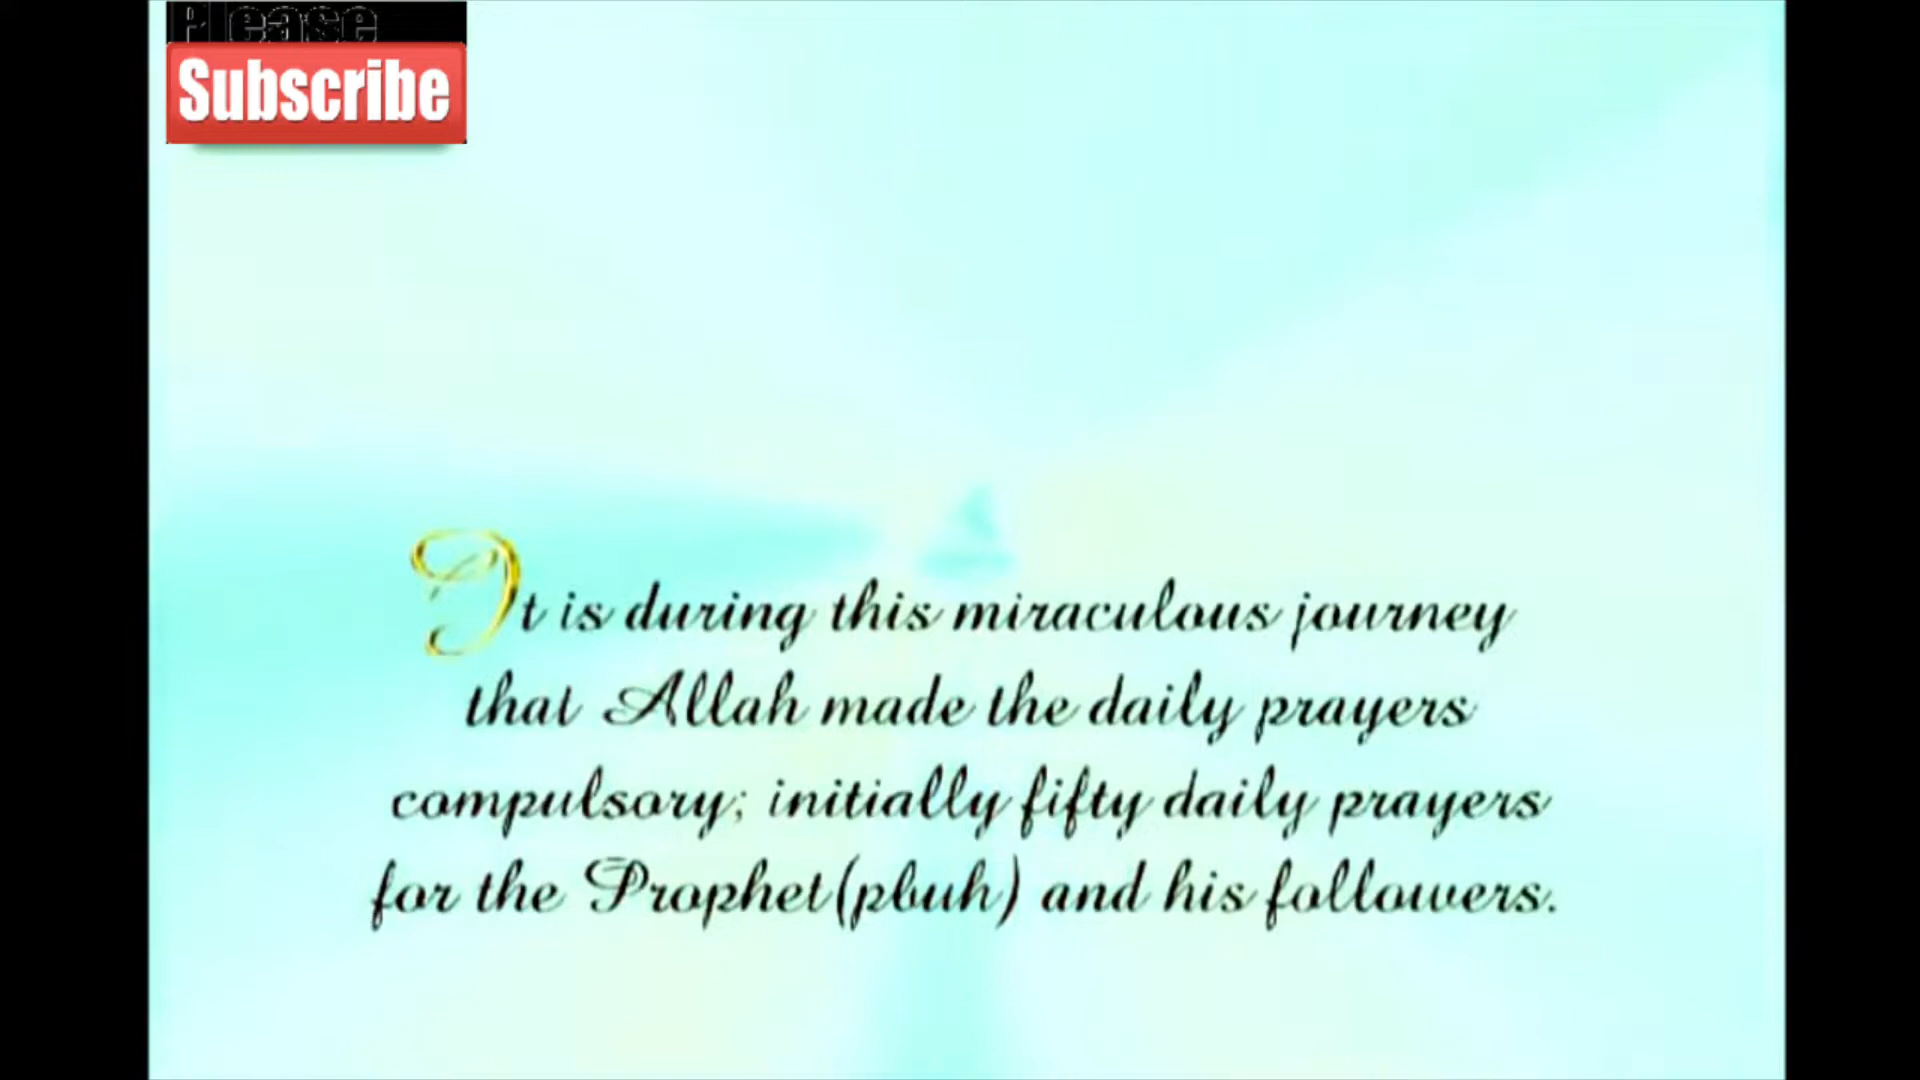 Please
Subscribe
It is during this miraculous journey
that Allah made the daily prayers
compulsory; initially fifty daily prayers
for the Prophet(pbuh) and his followers.